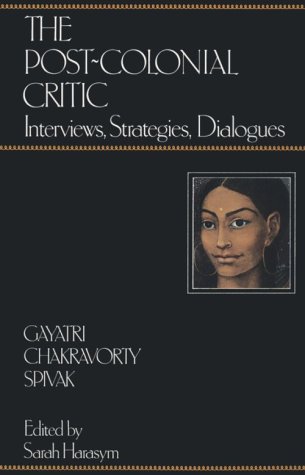 THE
POST-COLONIAL
CRITIC
Interviews, Strategies, Dialogues
GAYATRI
CHAKRAVORTY
SPIVAK
Edited by
Sarah Harasym